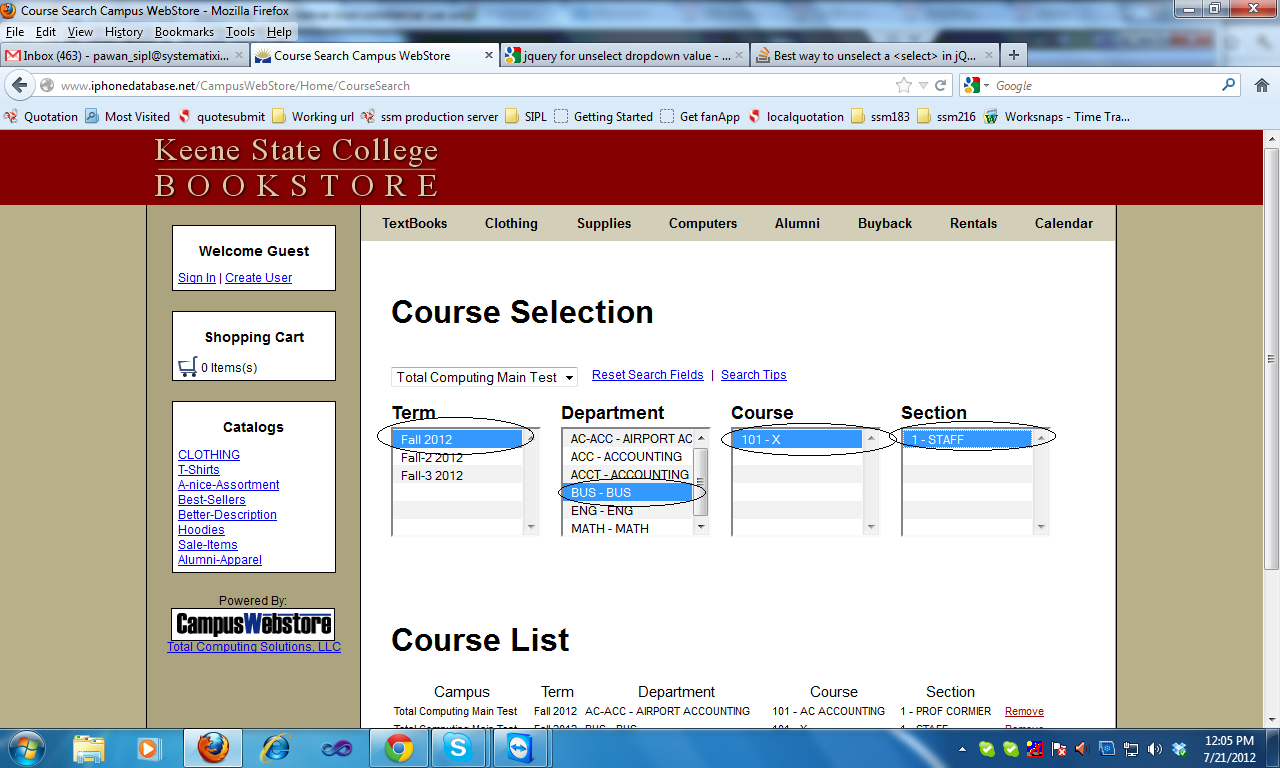 Course Search Campus WebStore - Mozilla Firefox
File Edit View History Bookmarks Tools Help
Inbox (463) - pawan_sipl@systematixi... Course Search Campus WebStore jquery for unselect dropdown value - ... Best way to unselect a <select> in jQ...
www.iphonedatabase.net/CampusWebStore/Home/CourseSearch Google
Quotation Most Visited quotesubmit Working url ssm production server SIPL Getting Started Get fanApp localquotation ssm183 ssm216 Worksnaps - Time Tra...
Keene State College
BOOKSTORE
TextBooks Clothing Supplies Computers Alumni Buyback Rentals Calendar
Welcome Guest
Sign In | Create User
Shopping Cart
0 Items(s)
Catalogs
CLOTHING
T-Shirts
A-nice-Assortment
Best-Sellers
Better-Description
Hoodies
Sale-Items
Alumni-Apparel
Powered By:
CampusWebstore
Total Computing Solutions, LLC
Course Selection
Total Computing Main Test Reset Search Fields | Search Tips
Term
Fall 2012
Fall-2 2012
Fall-3 2012
Department
AC-ACC - AIRPORT AC
ACC - ACCOUNTING
ACCT - ACCOUNTING
BUS - BUS
ENG - ENG
MATH - MATH
Course
101 - X
Section
1 - STAFF
Course List
Campus Term Department Course Section
Total Computing Main Test Fall 2012 AC-ACC - AIRPORT ACCOUNTING 101 - AC ACCOUNTING 1 - PROF CORMIER Remove
Total Computing Main Test Fall 2012 BUS - BUS 101 - X 1 - STAFF Remove
12:05 PM
7/21/2012